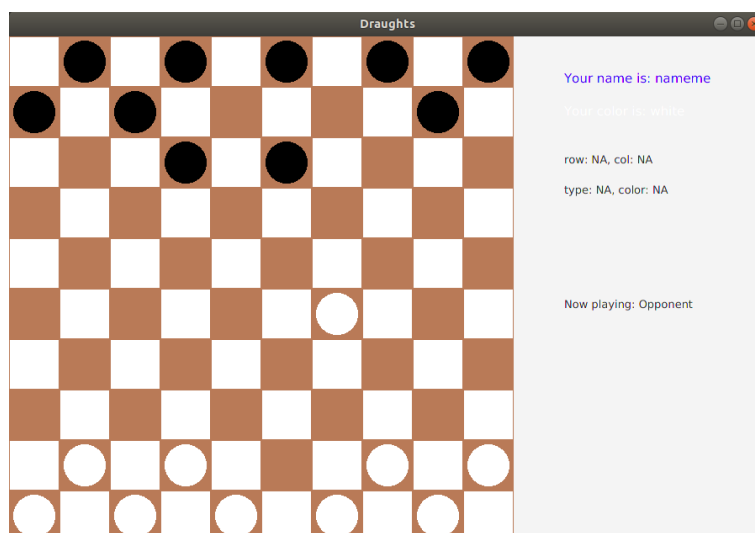 Draughts
Your name is: nameme
Your color is: white
row: NA, col: NA
type: NA, color: NA
Now playing: Opponent